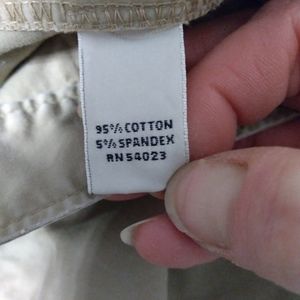 95% COTTON
5% SPANDEX
RN 54023